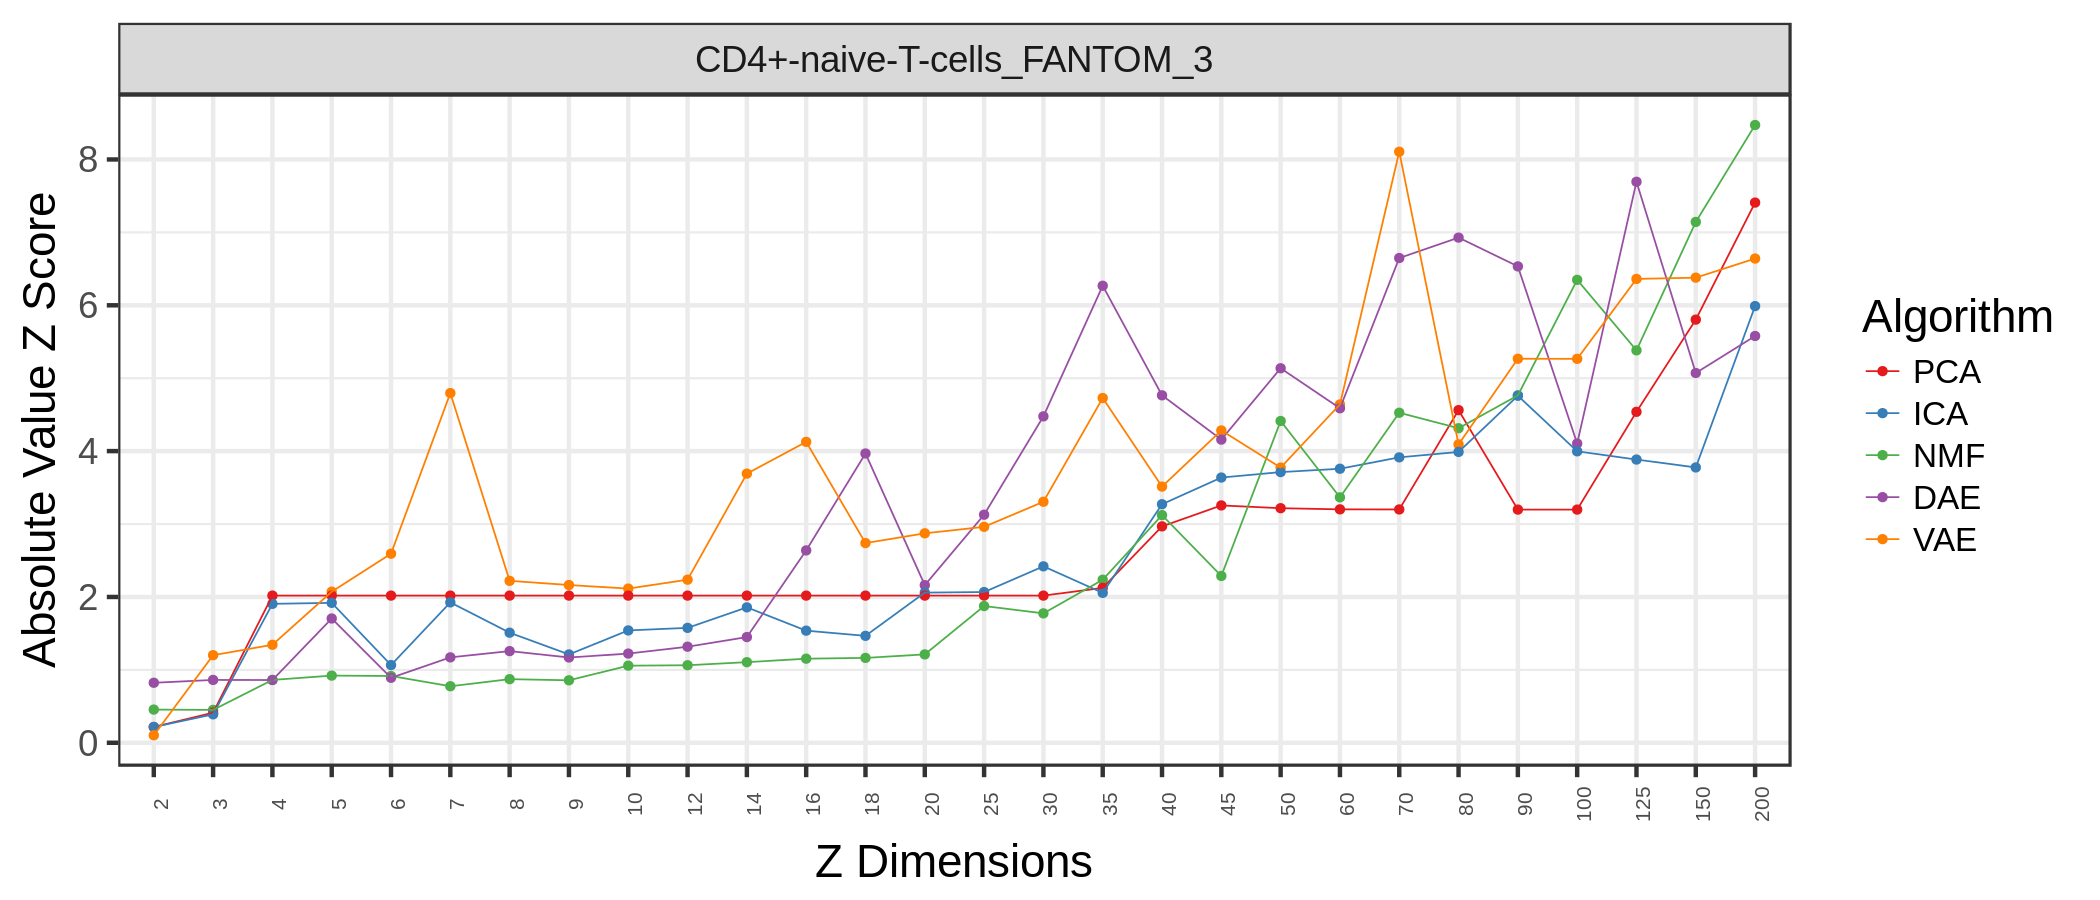 CD4+-naive-T-cells_FANTOM_3
Absolute Value Z Score
8
6
4
2
0
2 3 4 5 6 7 8 9 10 12 14 16 18 20 25 30 35 40 45 50 60 70 80 90 100 125 150 200
Z Dimensions
Algorithm
PCA
ICA
NMF
DAE
VAE